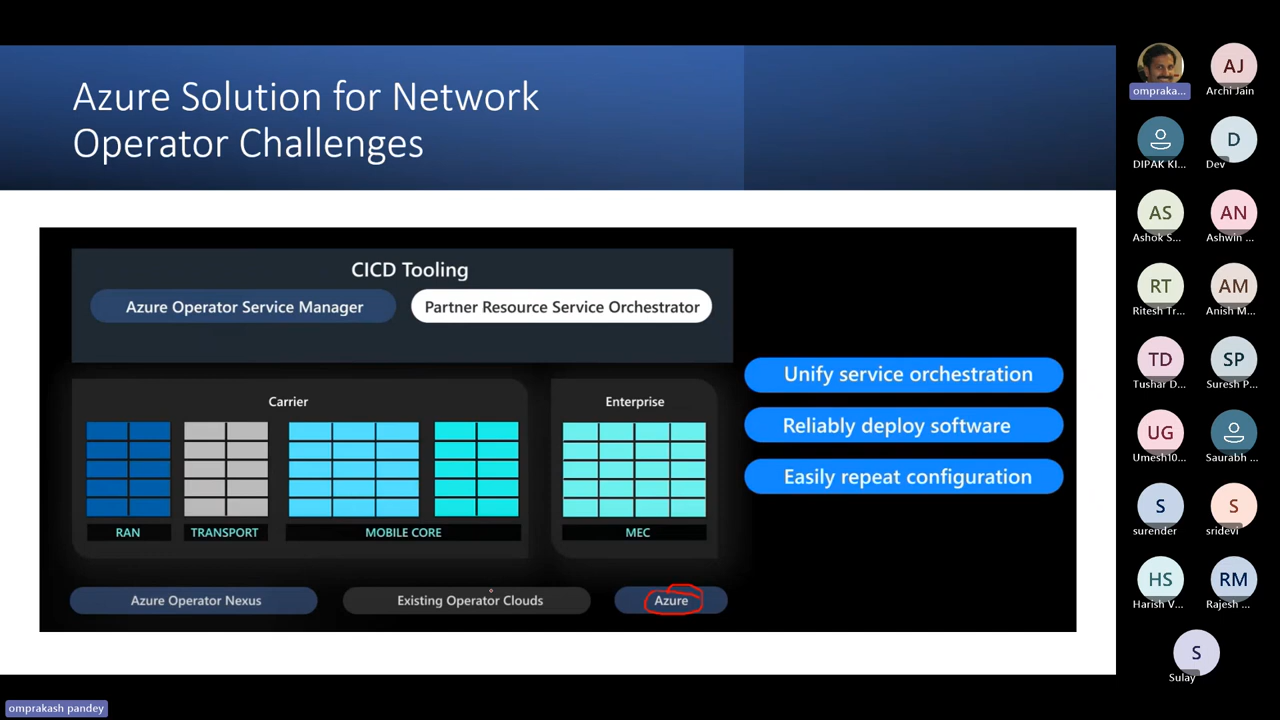 Azure Solution for Network
Operator Challenges
CICD Tooling
Azure Operator Service Manager
Partner Resource Service Orchestrator
Carrier
Enterprise
RAN
TRANSPORT
MOBILE CORE
MEC
Azure Operator Nexus
Existing Operator Clouds
Azure
Unify service orchestration
Reliably deploy software
Easily repeat configuration
ompraka...
AJ
Archi Jain
DIPAK KI...
D
Dev
AS
Ashok S...
AN
Ashwin ...
RT
Ritesh Tr...
AM
Anish M...
TD
Tushar D...
SP
Suresh P...
UG
Umesh10...
Saurabh ...
S
surender
S
sridevi
HS
Harish V...
RM
Rajesh ...
S
Sulay
omprakash pandey